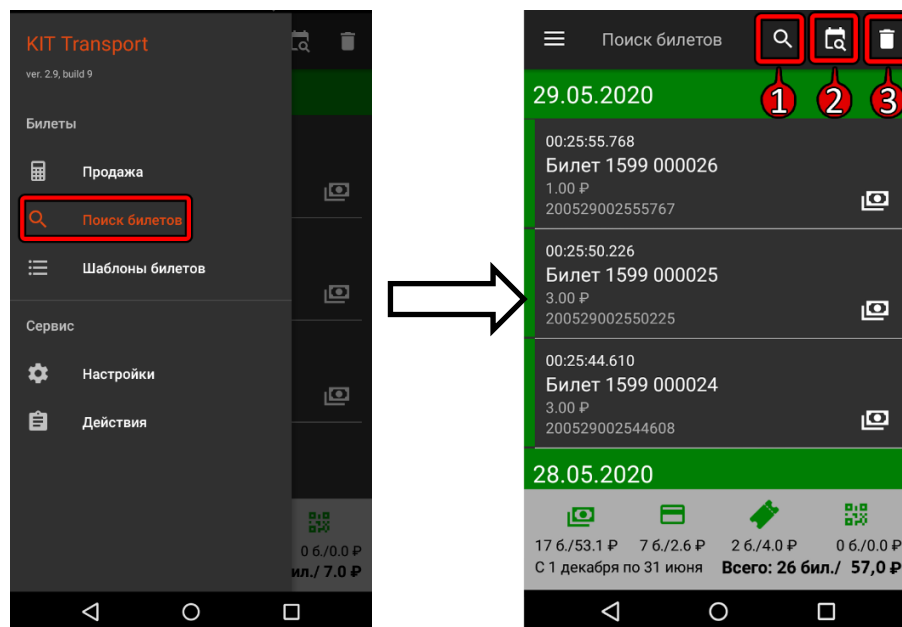 KIT Transport
ver. 2.9, build 9
Билеты
Продажа
Поиск билетов
Шаблоны билетов
Сервис
Настройки
Действия
0 б./0.0 ₽
ил./ 7.0 ₽
Поиск билетов
1 2 3
29.05.2020
00:25:55.768
Билет 1599 000026
1.00 ₽
200529002555767
00:25:50.226
Билет 1599 000025
3.00 ₽
200529002550225
00:25:44.610
Билет 1599 000024
3.00 ₽
200529002544608
28.05.2020
17 б./53.1 ₽ 7 б./2.6 ₽ 2 б./4.0 ₽ 0 б./0.0 ₽
С 1 декабря по 31 июня Всего: 26 бил./ 57,0 ₽